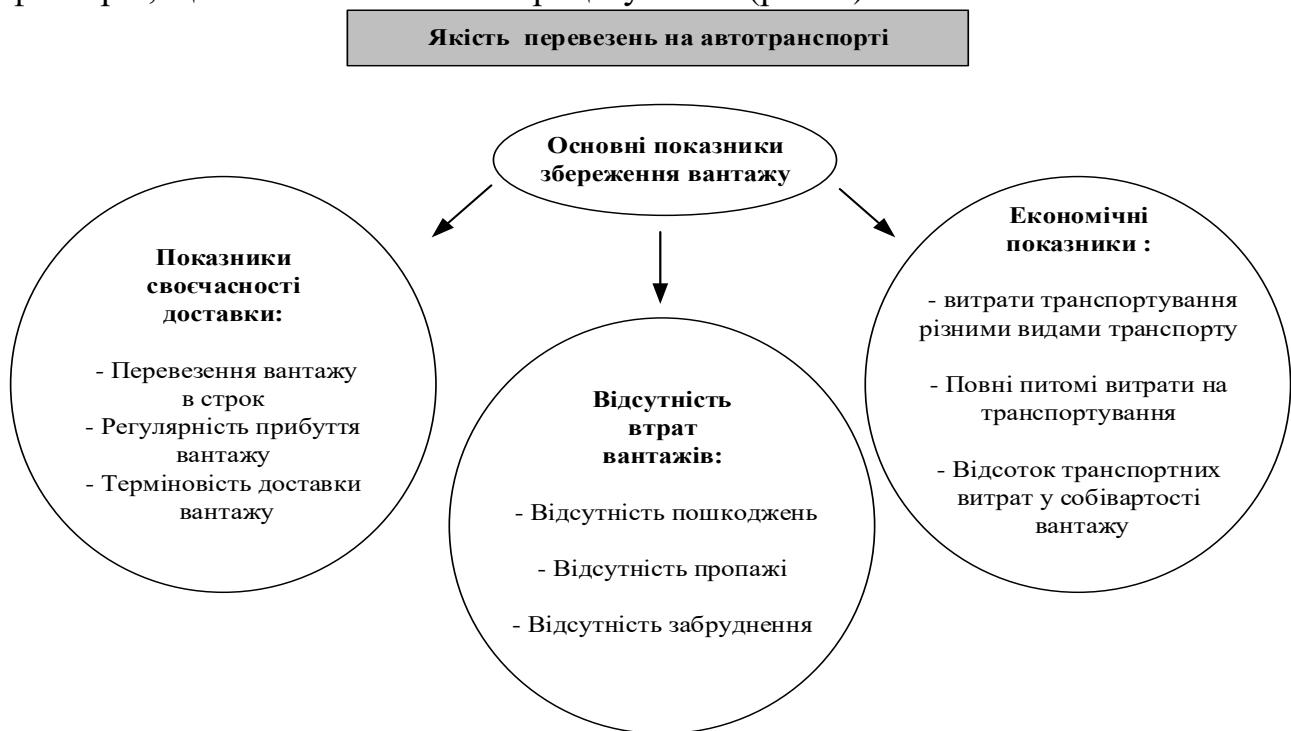 Якість перевезень на автотранспорті
Основні показники
збереження вантажу
Показники
своєчасності
доставки:
- Перевезення вантажу
в строк
- Регулярність прибуття
вантажу
- Терміновість доставки
вантажу
Відсутність
втрат
вантажів:
- Відсутність пошкоджень
- Відсутність пропажі
- Відсутність забруднення
Економічні
показники :
- витрати транспортування
різними видами транспорту
- Повні питомі витрати на
транспортування
- Відсоток транспортних
витрат у собівартості
вантажу